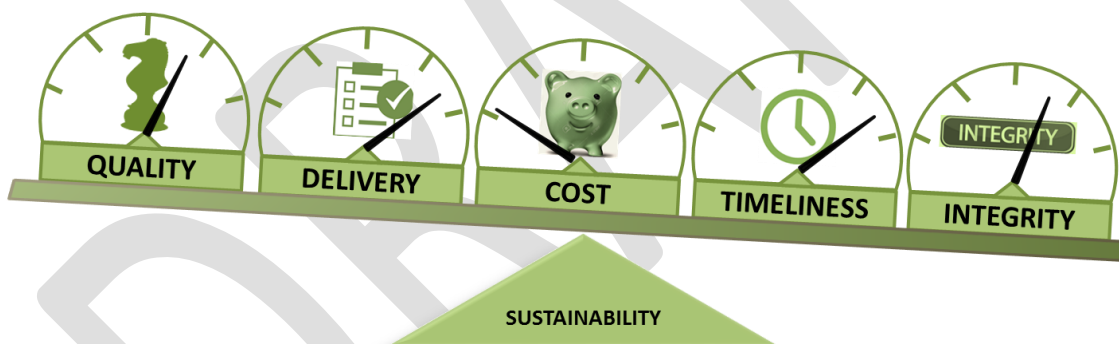 INTEGRITY
QUALITY
DELIVERY
COST
TIMELINESS
INTEGRITY
SUSTAINABILITY